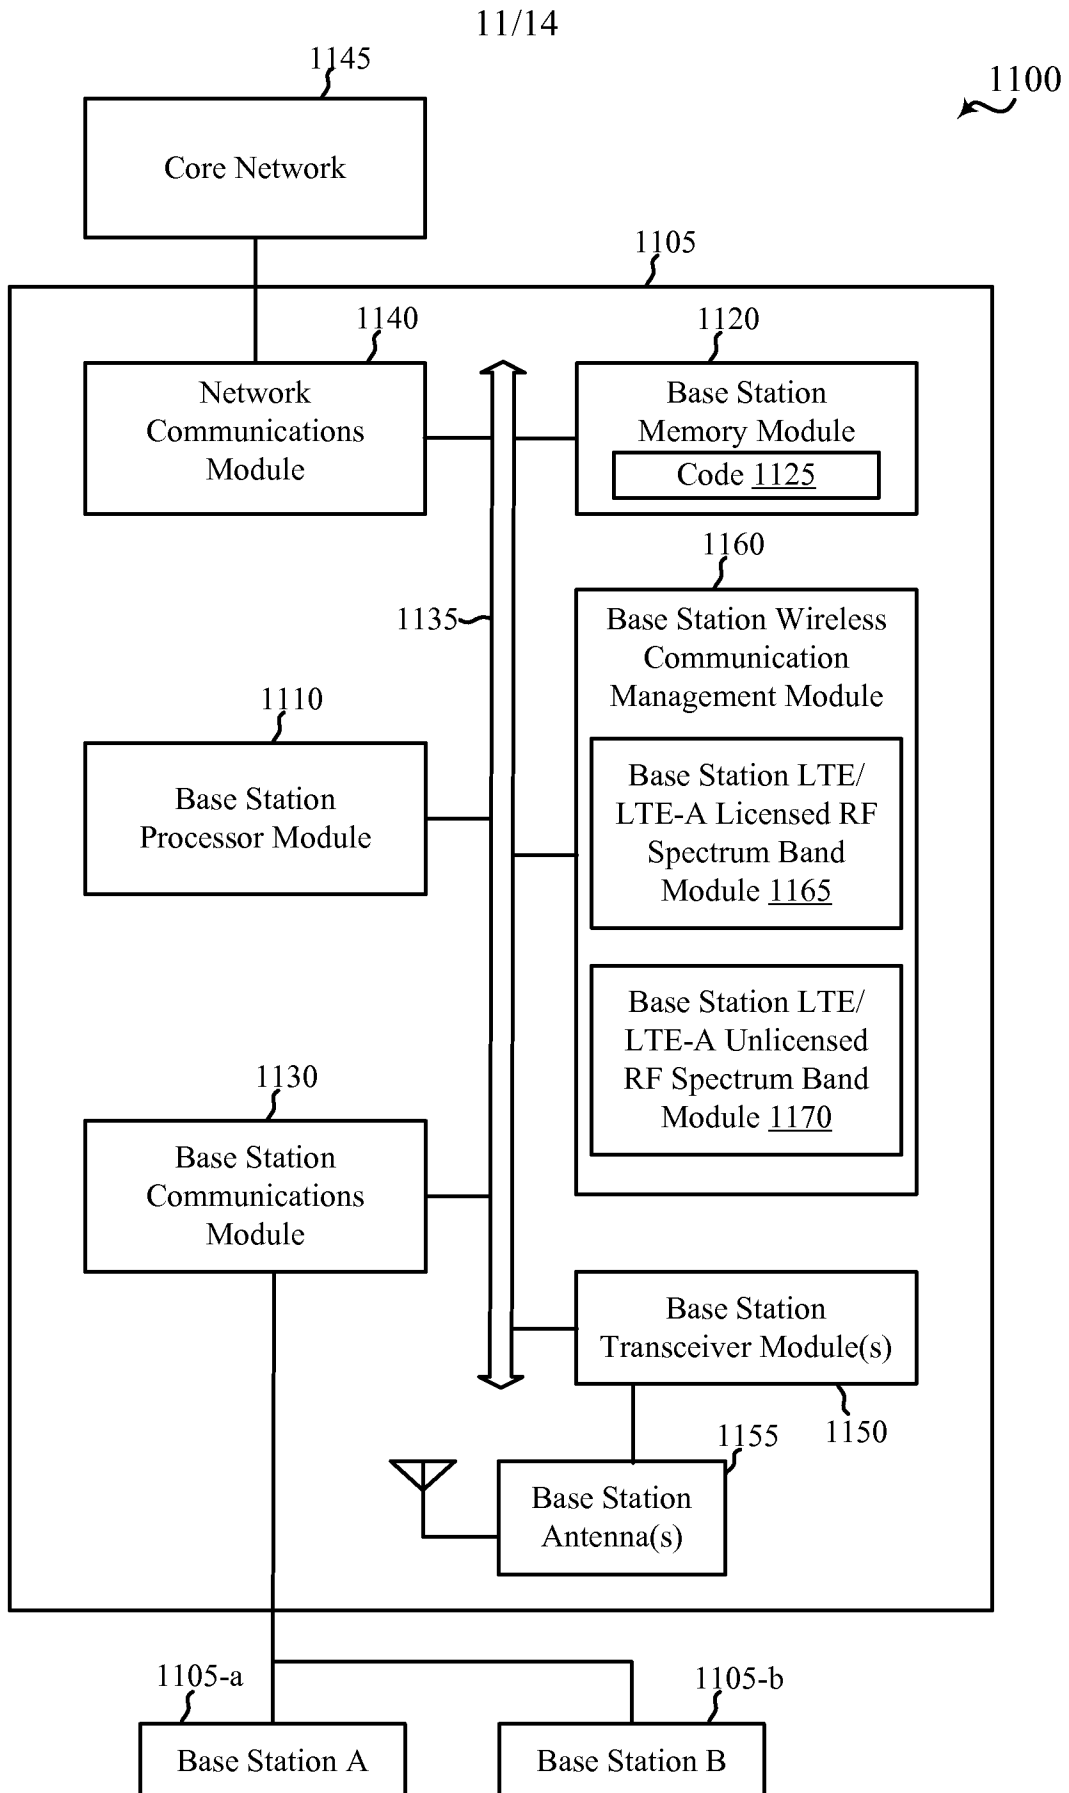 11/14
1145
1100
Core Network
1105
1140
1120
Network
Communications
Module
Base Station
Memory Module
Code 1125
1160
1135
Base Station Wireless
Communication
Management Module
1110
Base Station
Processor Module
Base Station LTE/
LTE-A Licensed RF
Spectrum Band
Module 1165
Base Station LTE/
LTE-A Unlicensed
RF Spectrum Band
Module 1170
1130
Base Station
Communications
Module
Base Station
Transceiver Module(s)
1150
1155
Base Station
Antenna(s)
1105-a
1105-b
Base Station A
Base Station B